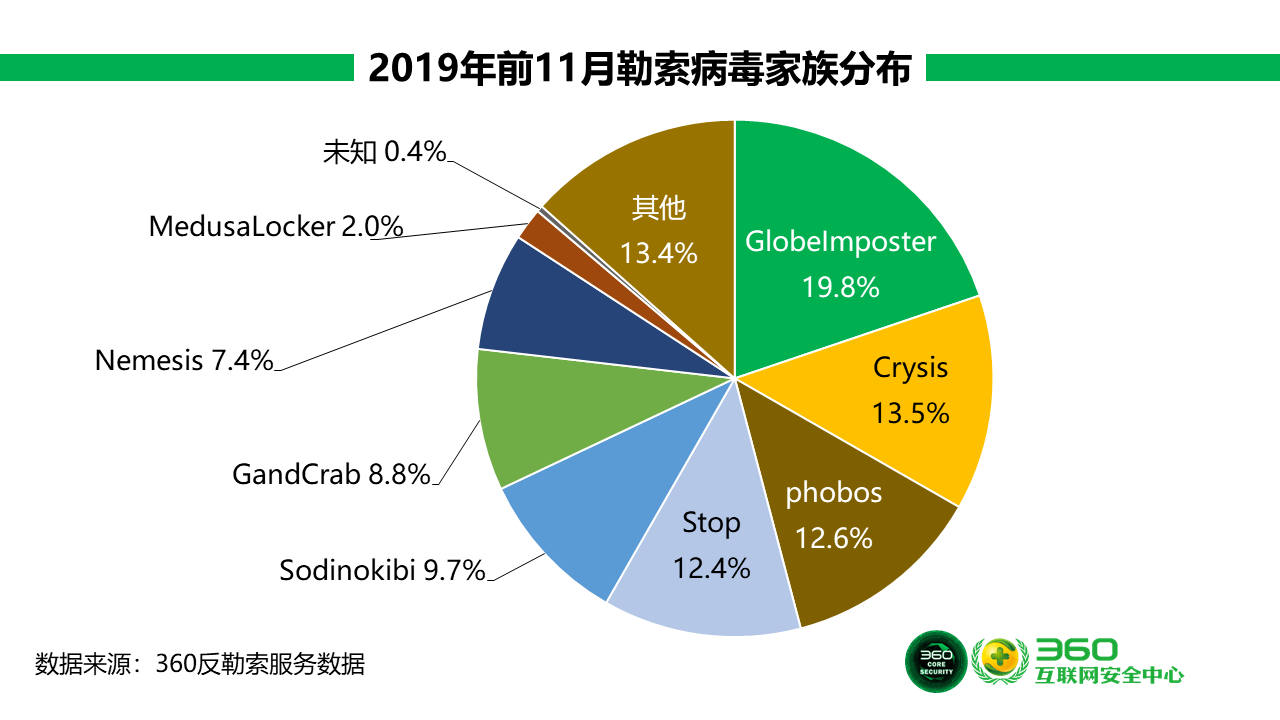 2019年前11月勒索病毒家族分布
未知 0.4%
MedusaLocker 2.0%
Nemesis 7.4%
GandCrab 8.8%
Sodinokibi 9.7%
其他
13.4%
GlobeImposter
19.8%
Crysis
13.5%
phobos
12.6%
Stop
12.4%
数据来源：360反勒索服务数据
360
CORE
SECURITY
360
互联网安全中心